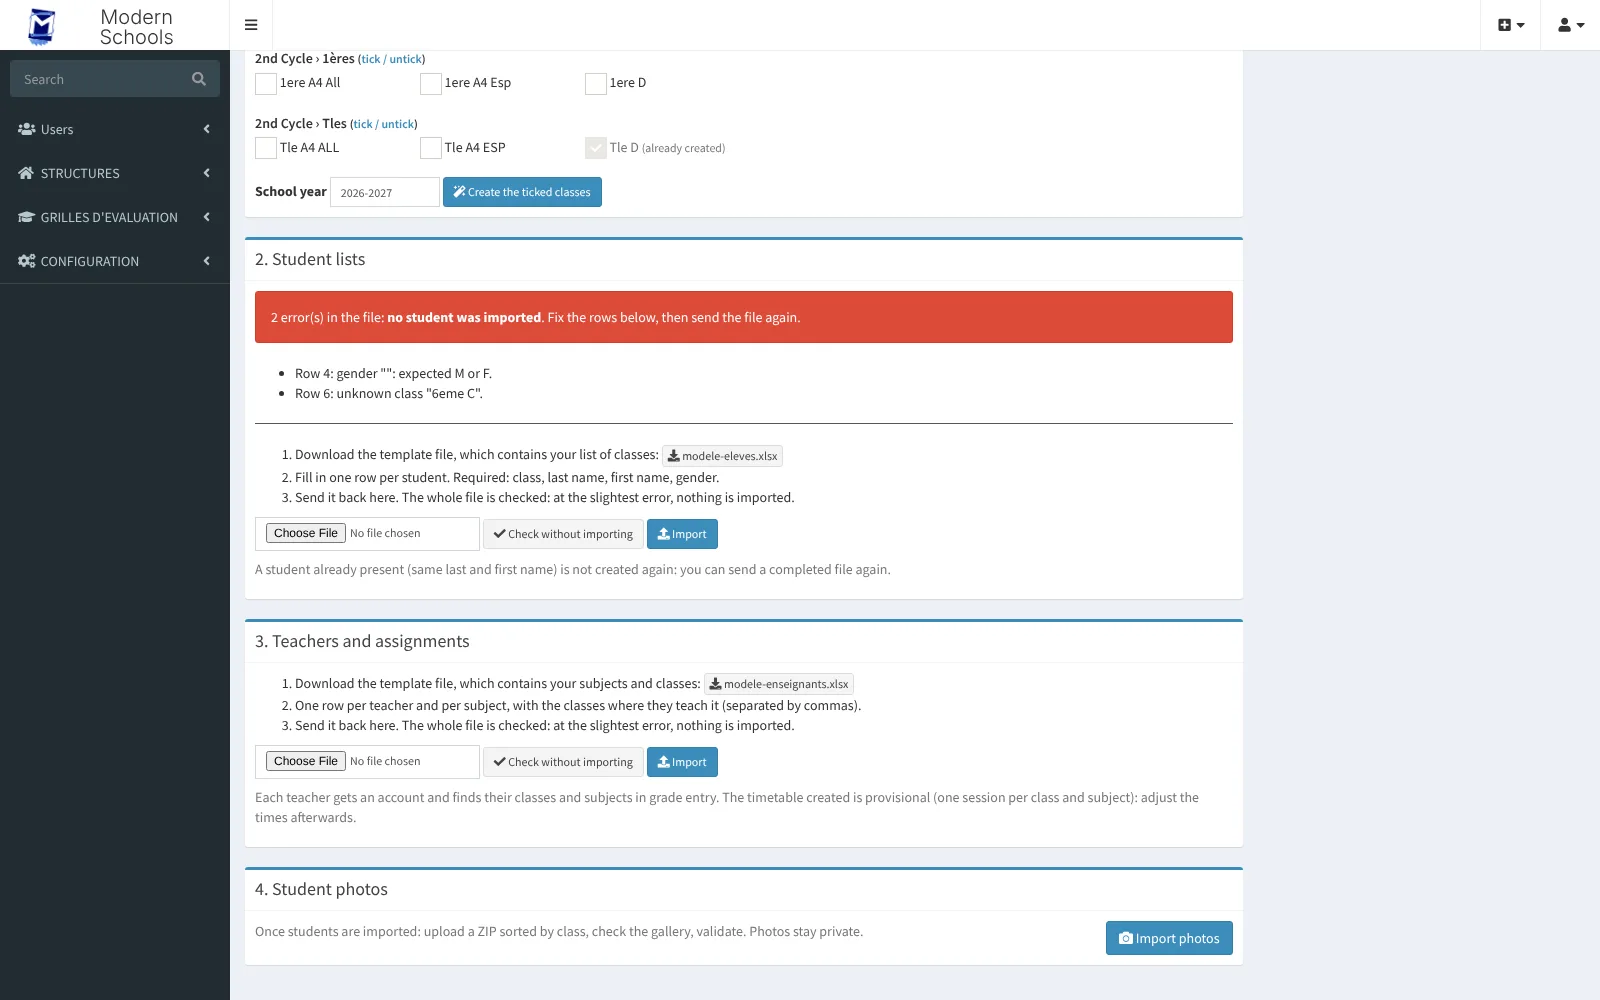 Modern
Schools
Search
Users
STRUCTURES
GRILLES D'EVALUATION
CONFIGURATION
2nd Cycle › 1ères (tick / untick)
1ere A4 All
1ere A4 Esp
1ere D
2nd Cycle › Tles (tick / untick)
Tle A4 ALL
Tle A4 ESP
Tle D (already created)
School year 2026-2027 Create the ticked classes
2. Student lists
2 error(s) in the file: no student was imported. Fix the rows below, then send the file again.
• Row 4: gender "": expected M or F.
• Row 6: unknown class "6eme C".
1. Download the template file, which contains your list of classes: modele-eleves.xlsx
2. Fill in one row per student. Required: class, last name, first name, gender.
3. Send it back here. The whole file is checked: at the slightest error, nothing is imported.
Choose File No file chosen Check without importing Import
A student already present (same last and first name) is not created again: you can send a completed file again.
3. Teachers and assignments
1. Download the template file, which contains your subjects and classes: modele-enseignants.xlsx
2. One row per teacher and per subject, with the classes where they teach it (separated by commas).
3. Send it back here. The whole file is checked: at the slightest error, nothing is imported.
Choose File No file chosen Check without importing Import
Each teacher gets an account and finds their classes and subjects in grade entry. The timetable created is provisional (one session per class and subject): adjust the
times afterwards.
4. Student photos
Once students are imported: upload a ZIP sorted by class, check the gallery, validate. Photos stay private.
Import photos